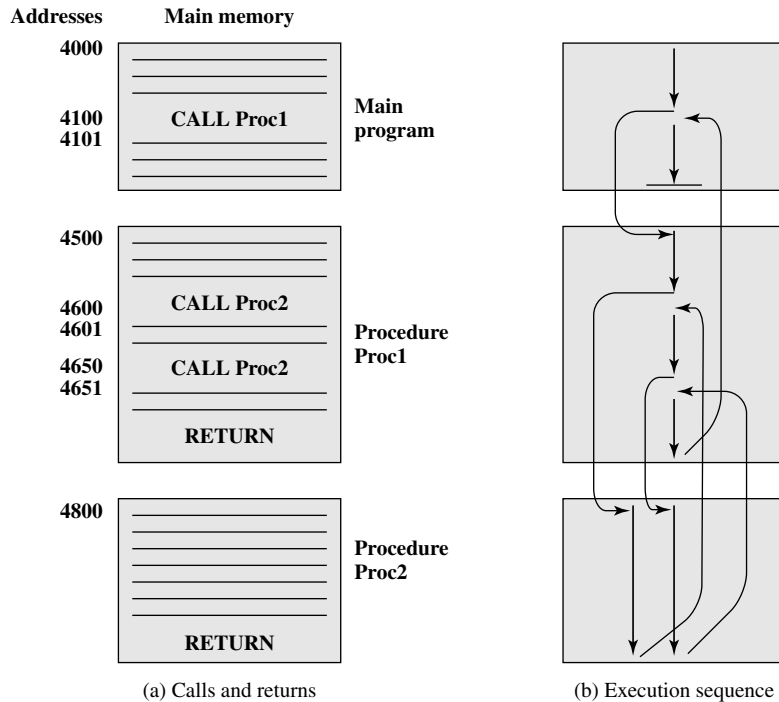 Addresses Main memory
4000
4100 CALL Proc1
4101
Main
program
4500
4600 CALL Proc2
4601
4650 CALL Proc2
4651
RETURN
Procedure
Proc1
4800
Procedure
Proc2
RETURN
(a) Calls and returns
(b) Execution sequence